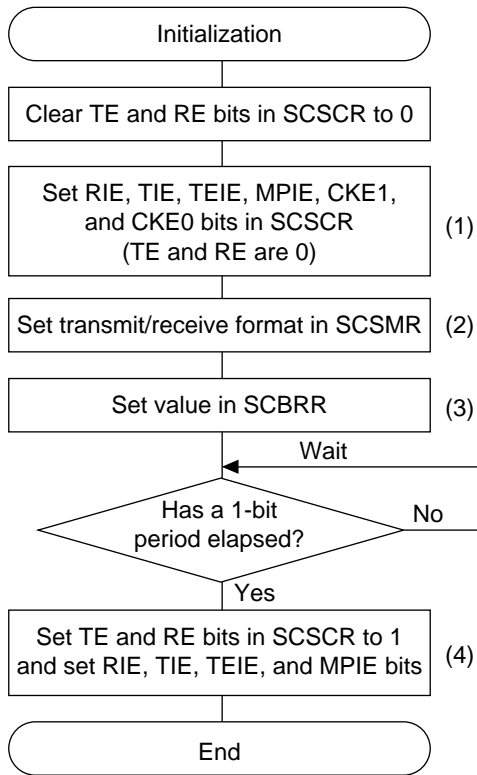 Initialization
Clear TE and RE bits in SCSCR to 0
Set RIE, TIE, TEIE, MPIE, CKE1,
and CKE0 bits in SCSCR
(TE and RE are 0)
(1)
Set transmit/receive format in SCSMR
(2)
Set value in SCBRR
(3)
Wait
Has a 1-bit
period elapsed?
No
Yes
Set TE and RE bits in SCSCR to 1
and set RIE, TIE, TEIE, and MPIE bits
(4)
End